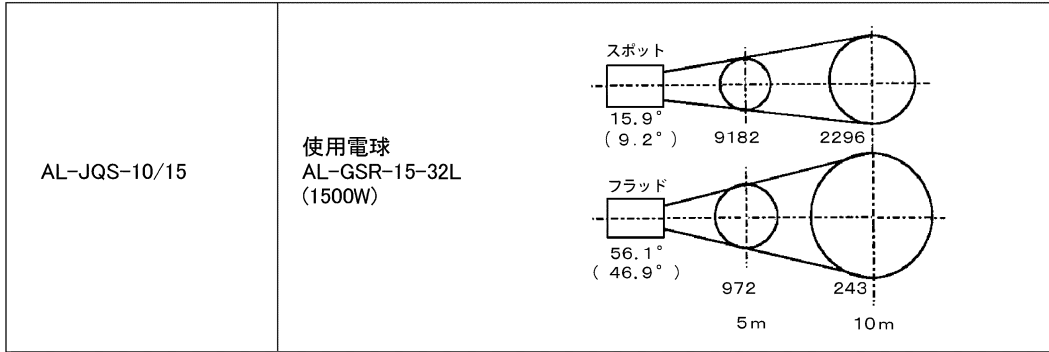 AL-JQS-10/15
使用電球
AL-GSR-15-32L
(1500W)
スポット
15.9°
( 9.2° )
9182
2296
フラッド
56.1°
( 46.9° )
972
243
5m
10m